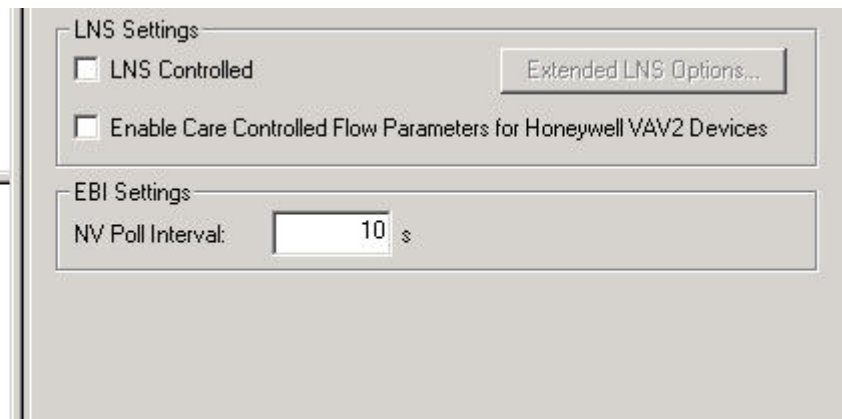 LNS Settings
LNS Controlled
Extended LNS Options...
Enable Care Controlled Flow Parameters for Honeywell VAV2 Devices
EBI Settings
NV Poll Interval: 10 s